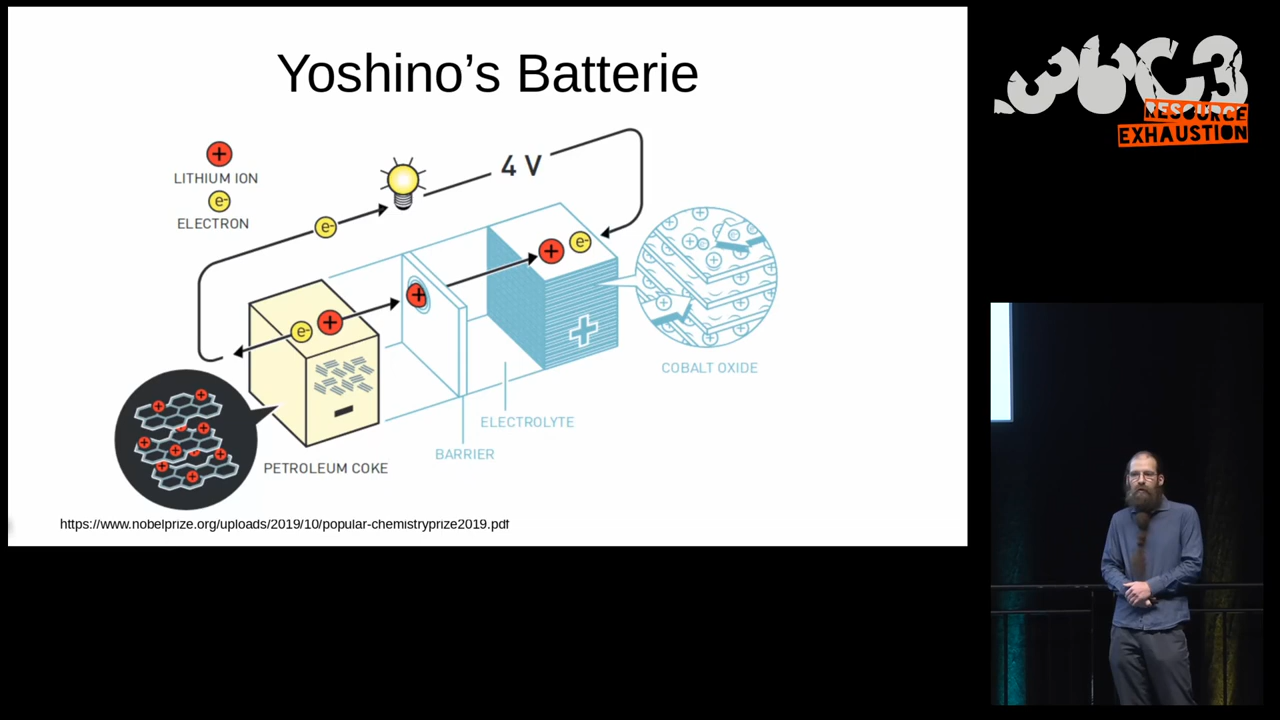 Yoshino’s Batterie
36C3
RESOURCE
EXHAUSTION
+
LITHIUM ION
e-
ELECTRON
e-
4 V
+
e-
+
e-
+
COBALT OXIDE
ELECTROLYTE
BARRIER
PETROLEUM COKE
https://www.nobelprize.org/uploads/2019/10/popular-chemistryprize2019.pdf